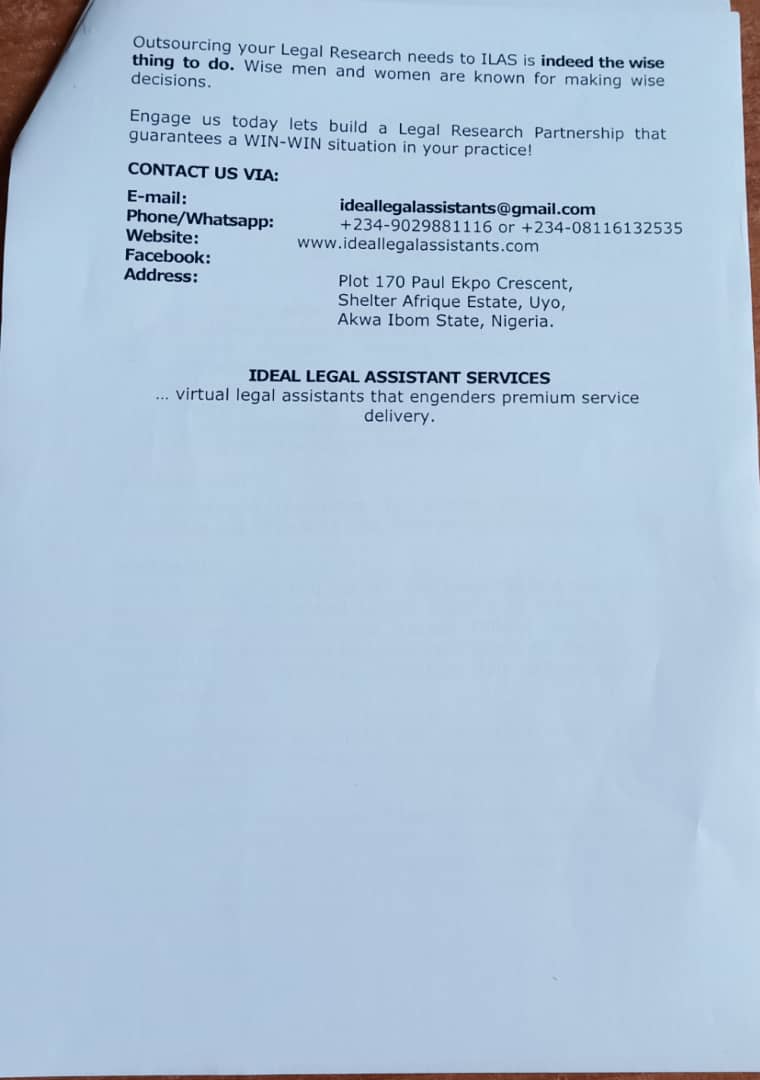 Outsourcing your Legal Research needs to ILAS is indeed the wise
thing to do. Wise men and women are known for making wise
decisions.
Engage us today lets build a Legal Research Partnership that
guarantees a WIN-WIN situation in your practice!
CONTACT US VIA:
E-mail: ideallegalassistants@gmail.com
Phone/Whatsapp: +234-9029881116 or +234-08116132535
Website: www.ideallegalassistants.com
Facebook:
Address: Plot 170 Paul Ekpo Crescent,
Shelter Afrique Estate, Uyo,
Akwa Ibom State, Nigeria.
IDEAL LEGAL ASSISTANT SERVICES
... virtual legal assistants that engenders premium service
delivery.